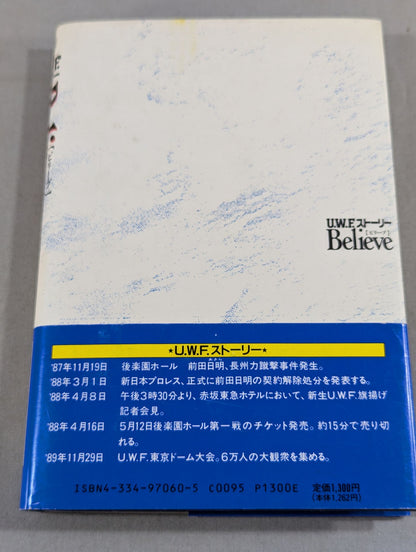 U.W.F.ストーリー
Believe
[ビリーブ]
★U.W.F.ストーリー★
'87年11月19日 後楽園ホール 前田日明、長州力蹴撃事件発生。
'88年3月1日 新日本プロレス、正式に前田日明の契約解除処分を発表する。
'88年4月8日 午後3時30分より、赤坂東急ホテルにおいて、新生U.W.F.旗揚げ
記者会見。
'88年4月16日 5月12日後楽園ホール第一戦のチケット発売。約15分で売り切
れる。
'89年11月29日 U.W.F.東京ドーム大会。6万人の大観衆を集める。
ISBN4-334-97060-5 C0095 P1300E 定価1,300円
(本体1,262円)